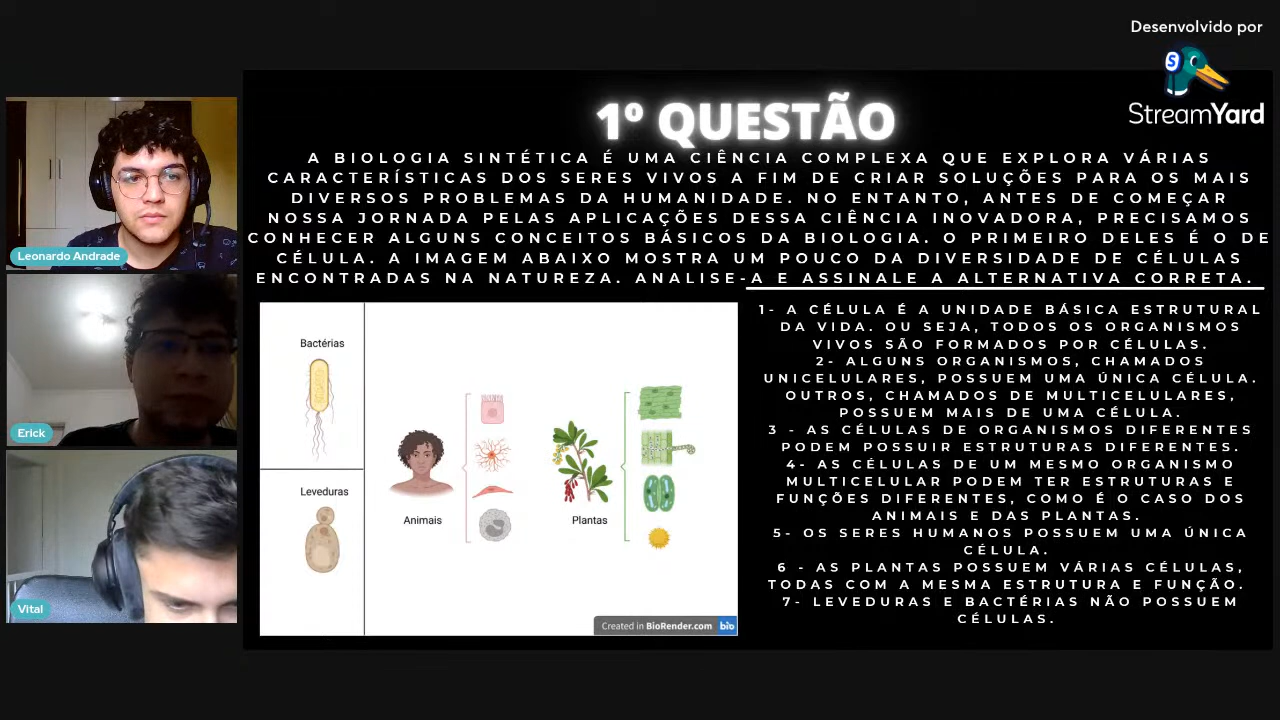 Desenvolvido por
StreamYard
1º QUESTÃO
A BIOLOGIA SINTÉTICA É UMA CIÊNCIA COMPLEXA QUE EXPLORA VÁRIAS
CARACTERÍSTICAS DOS SERES VIVOS A FIM DE CRIAR SOLUÇÕES PARA OS MAIS
DIVERSOS PROBLEMAS DA HUMANIDADE. NO ENTANTO, ANTES DE COMEÇAR
NOSSA JORNADA PELAS APLICAÇÕES DESSA CIÊNCIA INOVADORA, PRECISAMOS
CONHECER ALGUNS CONCEITOS BÁSICOS DA BIOLOGIA. O PRIMEIRO DELES É O DE
CÉLULA. A IMAGEM ABAIXO MOSTRA UM POUCO DA DIVERSIDADE DE CÉLULAS
ENCONTRADAS NA NATUREZA. ANALISE-A E ASSINALE A ALTERNATIVA CORRETA.
Leonardo Andrade
Erick
Vital
Bactérias
Leveduras
Animais
Plantas
Created in BioRender.com bio
1- A CÉLULA É A UNIDADE BÁSICA ESTRUTURAL
DA VIDA. OU SEJA, TODOS OS ORGANISMOS
VIVOS SÃO FORMADOS POR CÉLULAS.
2- ALGUNS ORGANISMOS, CHAMADOS
UNICELULARES, POSSUEM UMA ÚNICA CÉLULA.
OUTROS, CHAMADOS DE MULTICELULARES,
POSSUEM MAIS DE UMA CÉLULA.
3 - AS CÉLULAS DE ORGANISMOS DIFERENTES
PODEM POSSUIR ESTRUTURAS DIFERENTES.
4- AS CÉLULAS DE UM MESMO ORGANISMO
MULTICELULAR PODEM TER ESTRUTURAS E
FUNÇÕES DIFERENTES, COMO É O CASO DOS
ANIMAIS E DAS PLANTAS.
5- OS SERES HUMANOS POSSUEM UMA ÚNICA
CÉLULA.
6 - AS PLANTAS POSSUEM VÁRIAS CÉLULAS,
TODAS COM A MESMA ESTRUTURA E FUNÇÃO.
7- LEVEDURAS E BACTÉRIAS NÃO POSSUEM
CÉLULAS.